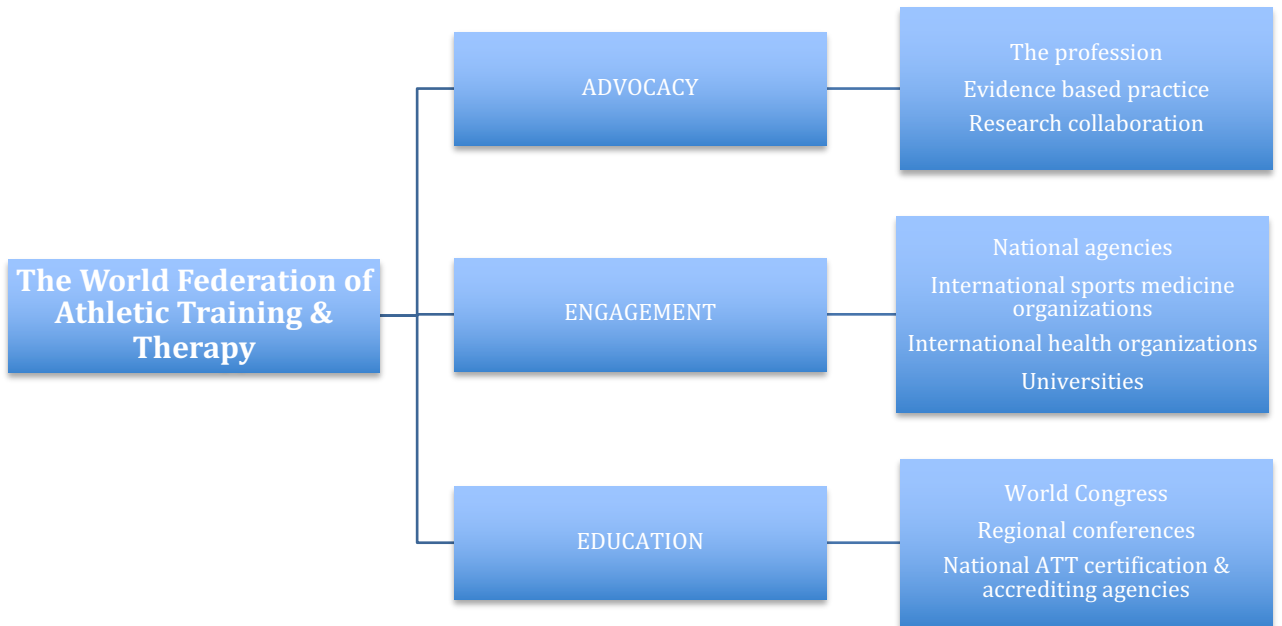 The World Federation of
Athletic Training &
Therapy
ADVOCACY
The profession
Evidence based practice
Research collaboration
ENGAGEMENT
National agencies
International sports medicine
organizations
International health organizations
Universities
EDUCATION
World Congress
Regional conferences
National ATT certification &
accrediting agencies